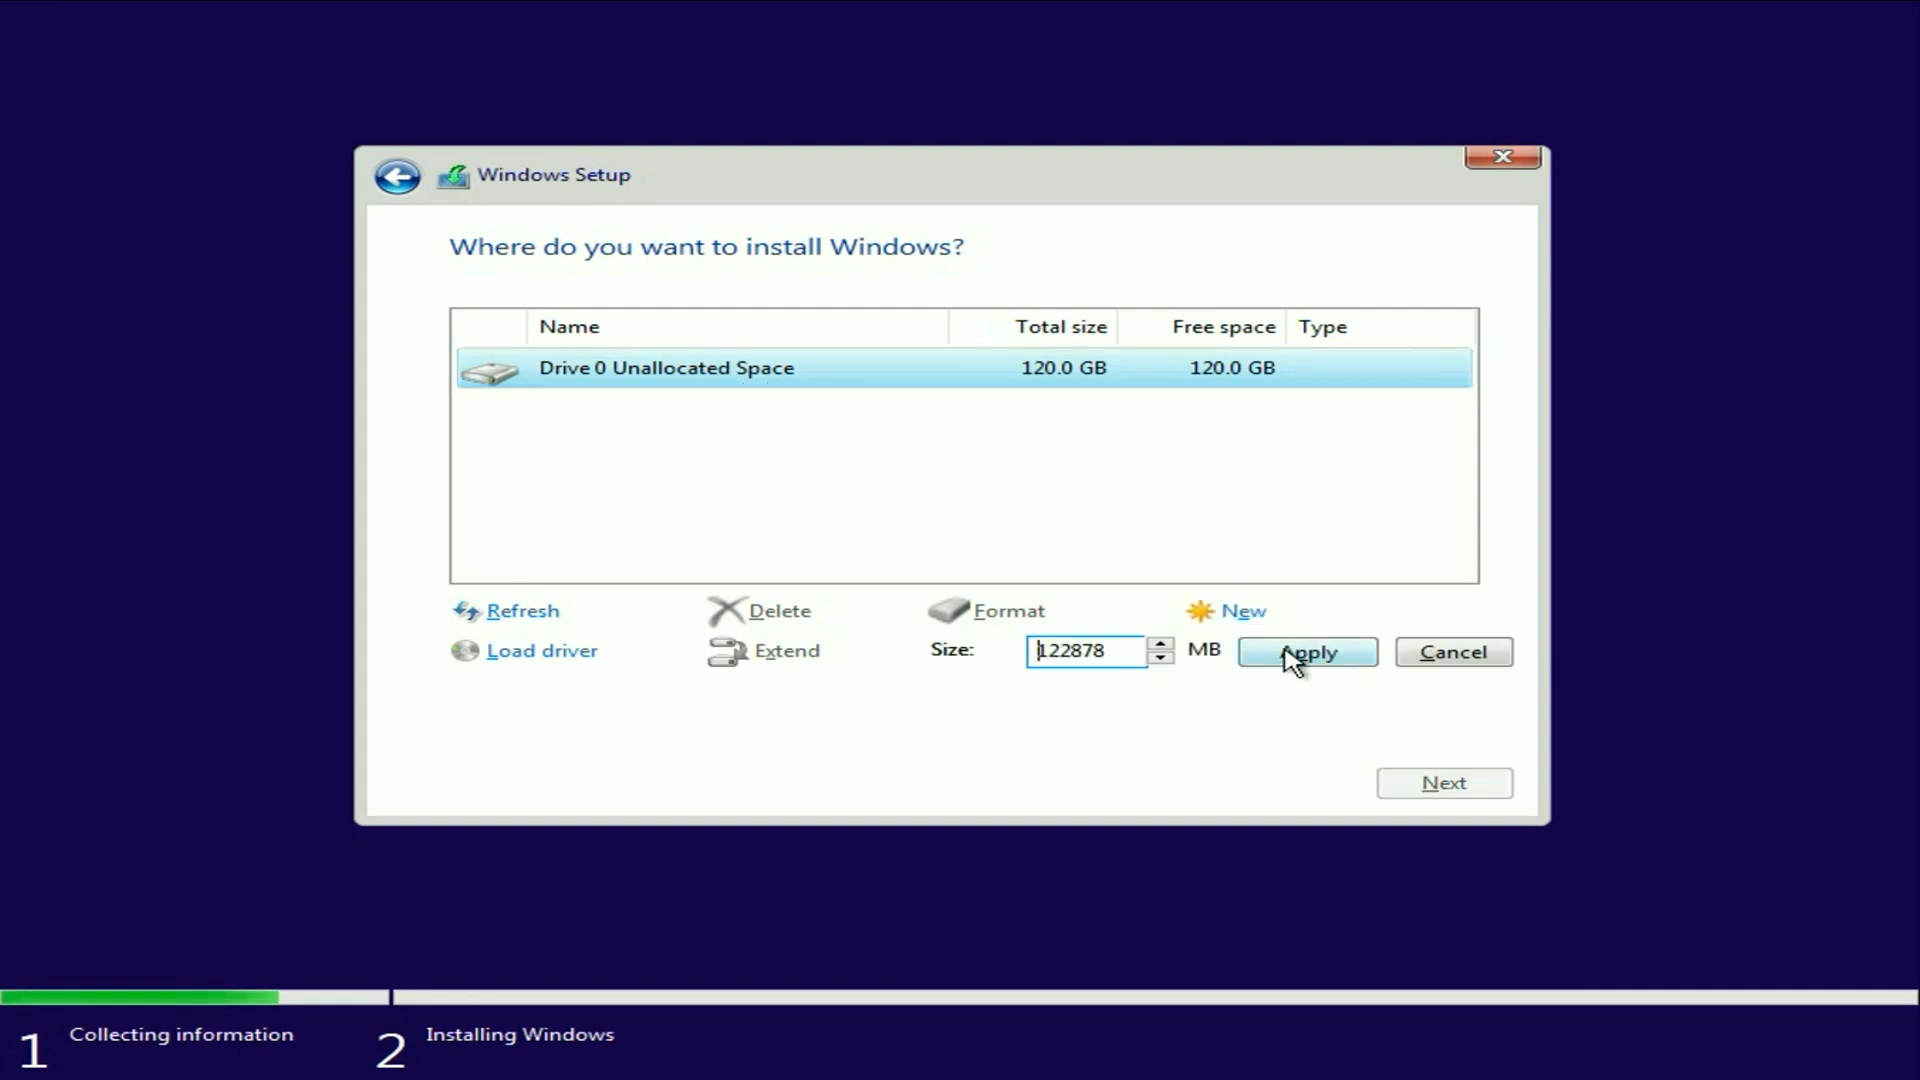 Windows Setup
Where do you want to install Windows?
Name Total size Free space Type
Drive 0 Unallocated Space 120.0 GB 120.0 GB
Refresh Delete Format New
Load driver Extend Size: 122878 MB Apply Cancel
Next
1 Collecting information 2 Installing Windows